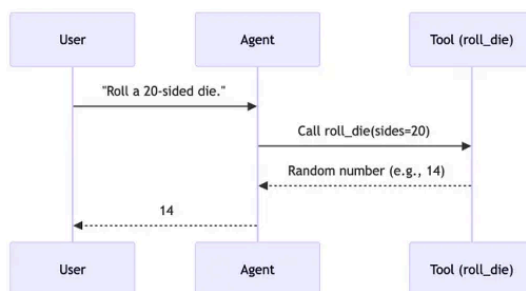 User
Agent
Tool (roll_die)
"Roll a 20-sided die."
Call roll_die(sides=20)
Random number (e.g., 14)
14
User
Agent
Tool (roll_die)